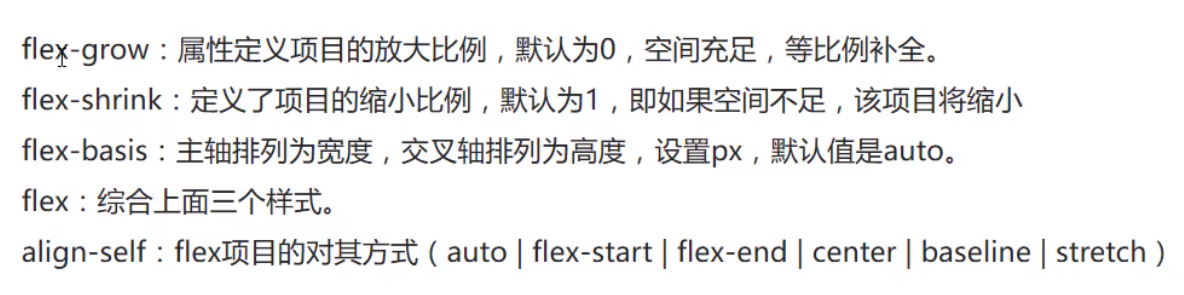 flex-grow：属性定义项目的放大比例，默认为0，空间充足，等比例补全。
flex-shrink：定义了项目的缩小比例，默认为1，即如果空间不足，该项目将缩小
flex-basis：主轴排列为宽度，交叉轴排列为高度，设置px，默认值是auto。
flex：综合上面三个样式。
align-self：flex项目的对其方式（auto | flex-start | flex-end | center | baseline | stretch）